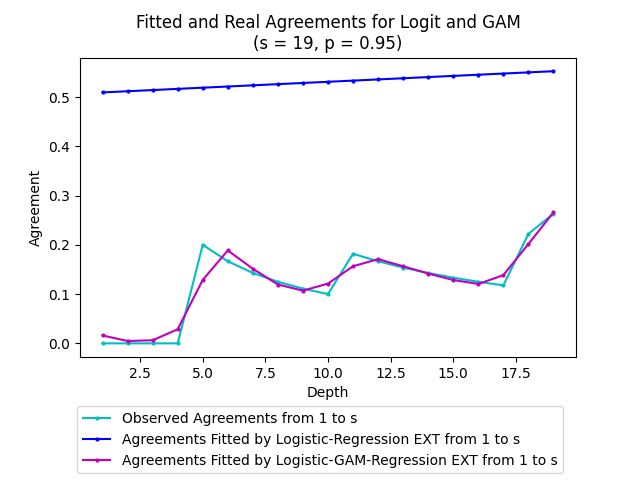 Fitted and Real Agreements for Logit and GAM
(s = 19, p = 0.95)
Agreement
0.5
0.4
0.3
0.2
0.1
0.0
2.5 5.0 7.5 10.0 12.5 15.0 17.5
Depth
Observed Agreements from 1 to s
Agreements Fitted by Logistic-Regression EXT from 1 to s
Agreements Fitted by Logistic-GAM-Regression EXT from 1 to s